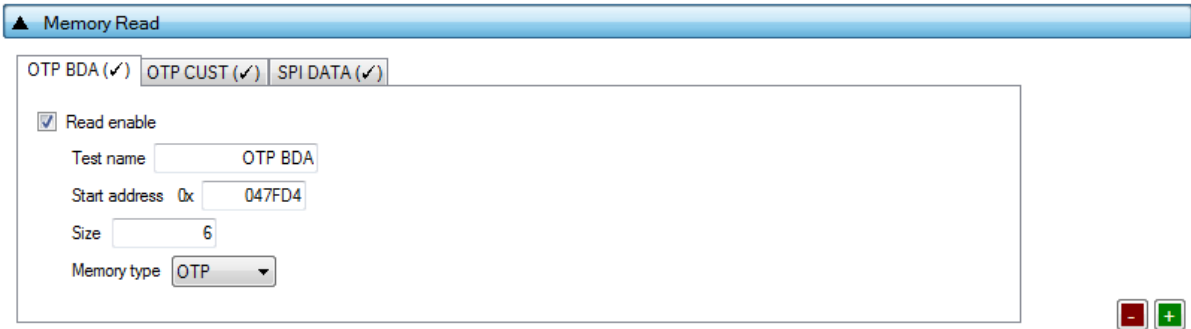 ▲ Memory Read
OTP BDA (✓) OTP CUST (✓) SPI DATA (✓)
Read enable
Test name OTP BDA
Start address 0x 047FD4
Size 6
Memory type OTP
- +